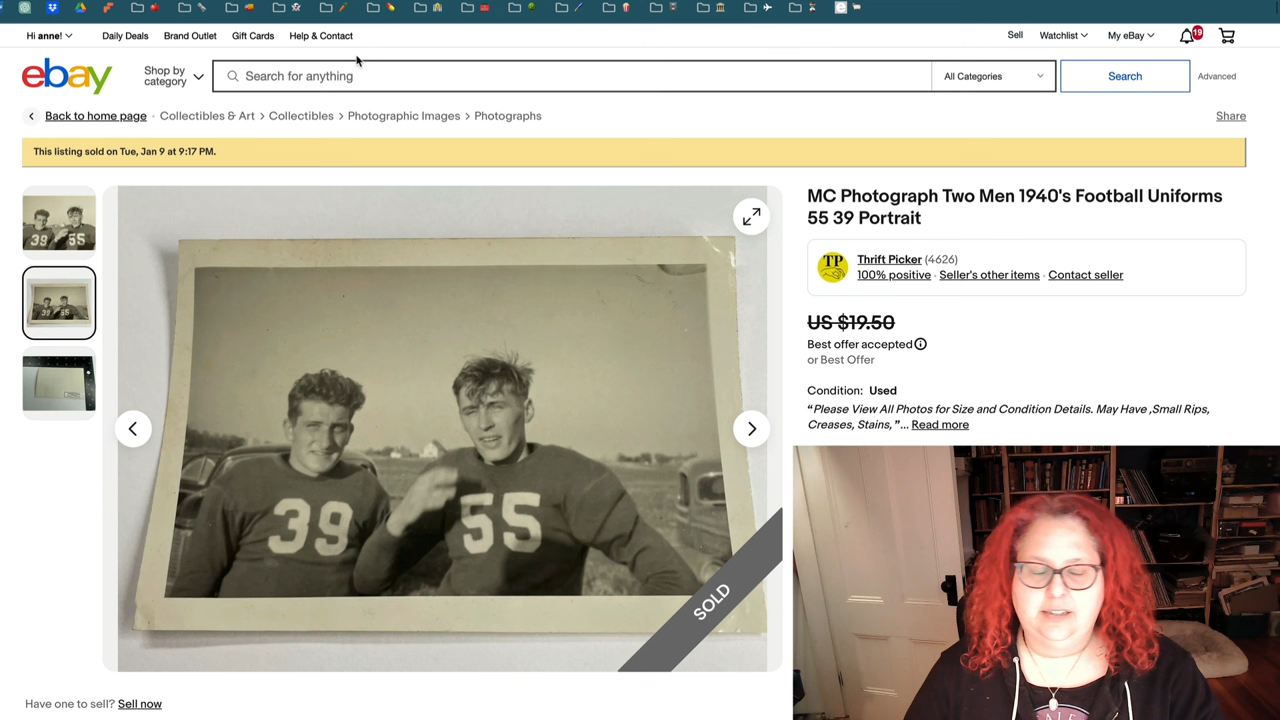 Hi anne!
Daily Deals
Brand Outlet
Gift Cards
Help & Contact
Sell
Watchlist
My eBay
19
ebay
Shop by
category
Search for anything
All Categories
Search
Advanced
Back to home page · Collectibles & Art > Collectibles > Photographic Images > Photographs
Share
This listing sold on Tue, Jan 9 at 9:17 PM.
39 55
39 55
39
55
SOLD
MC Photograph Two Men 1940's Football Uniforms
55 39 Portrait
TP
Thrift Picker (4626)
100% positive · Seller's other items · Contact seller
US $19.50
Best offer accepted
or Best Offer
Condition: Used
“Please View All Photos for Size and Condition Details. May Have ,Small Rips,
Creases, Stains, ”... Read more
Have one to sell? Sell now